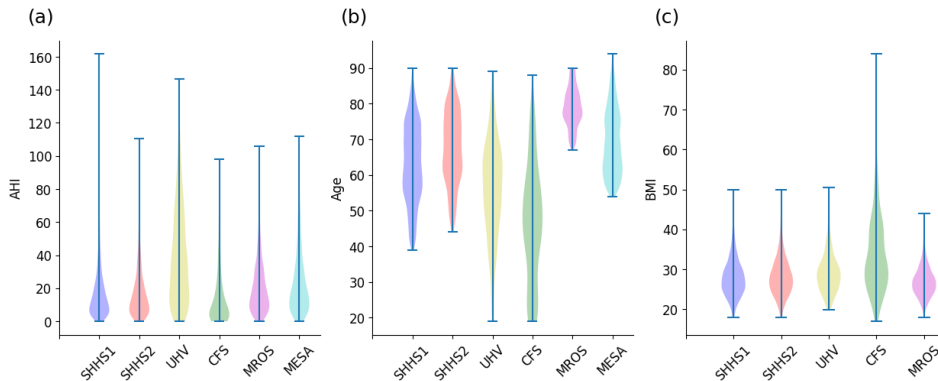 (a)
AHI
160
140
120
100
80
60
40
20
0
SHHS1 SHHS2 UHV CFS MROS MESA
(b)
Age
90
80
70
60
50
40
30
20
SHHS1 SHHS2 UHV CFS MROS MESA
(c)
BMI
80
70
60
50
40
30
20
SHHS1 SHHS2 UHV CFS MROS